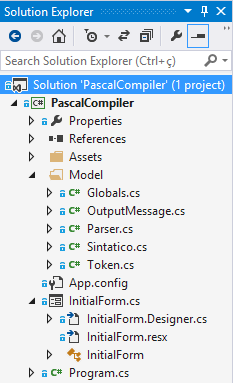 Solution Explorer
Search Solution Explorer (Ctrl+ç)
Solution 'PascalCompiler' (1 project)
C# PascalCompiler
Properties
References
Assets
Model
C# Globals.cs
C# OutputMessage.cs
C# Parser.cs
C# Sintatico.cs
C# Token.cs
App.config
InitialForm.cs
InitialForm.Designer.cs
InitialForm.resx
InitialForm
C# Program.cs